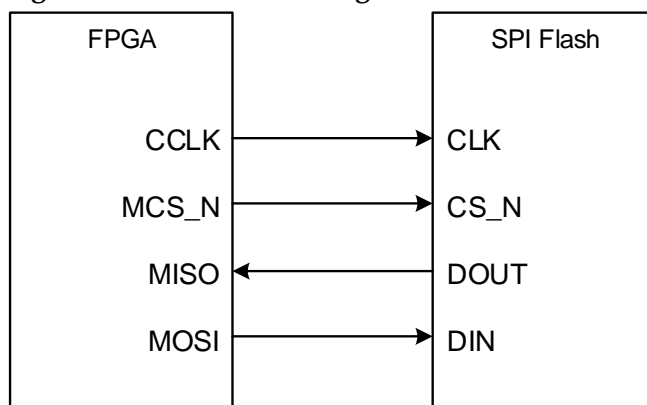 FPGA SPI Flash
CCLK CLK
MCS_N CS_N
MISO DOUT
MOSI DIN